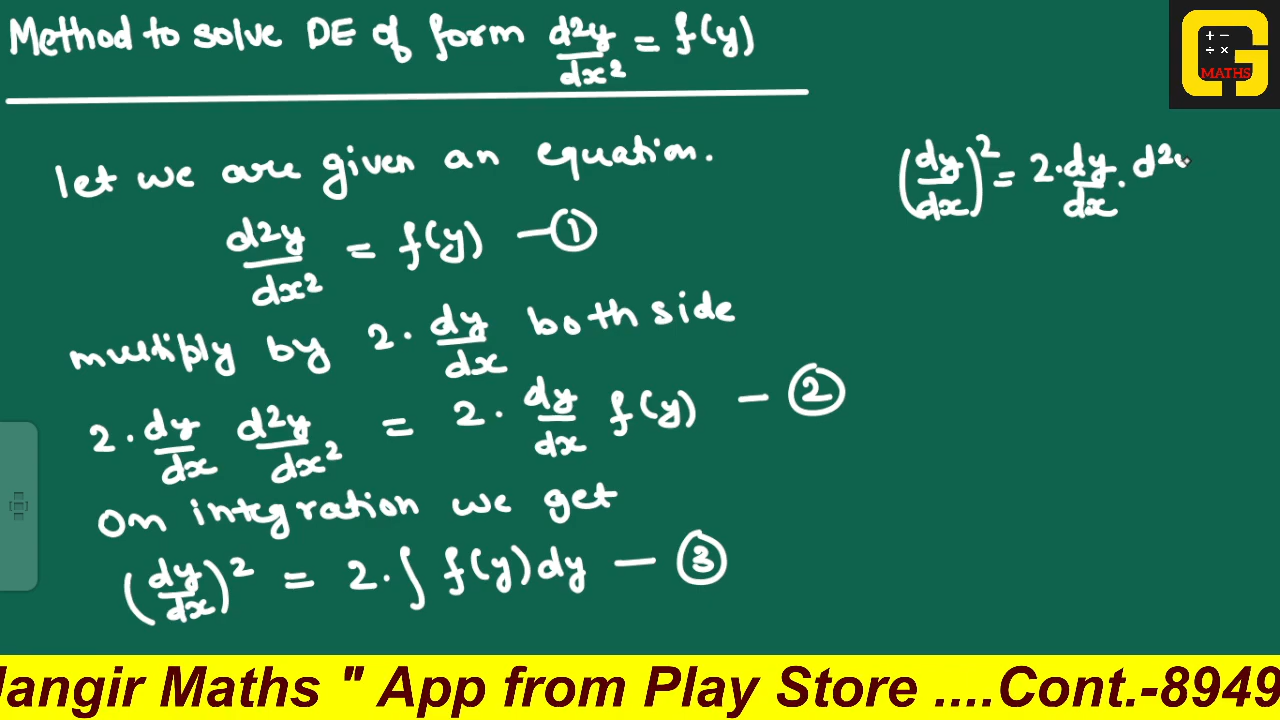 Method to solve DE of form d2y/dx2 = f(y)
+ −
÷ ×
MATHS
let we are given an equation.
d2y/dx2 = f(y) — ①
multiply by 2. dy/dx both side
2. dy/dx d2y/dx2 = 2. dy/dx f(y) — ②
on integration we get
(dy/dx)2 = 2. ∫ f(y) dy — ③
(dy/dx)2 = 2. dy/dx . d2
Jangir Maths " App from Play Store ....Cont.-8949